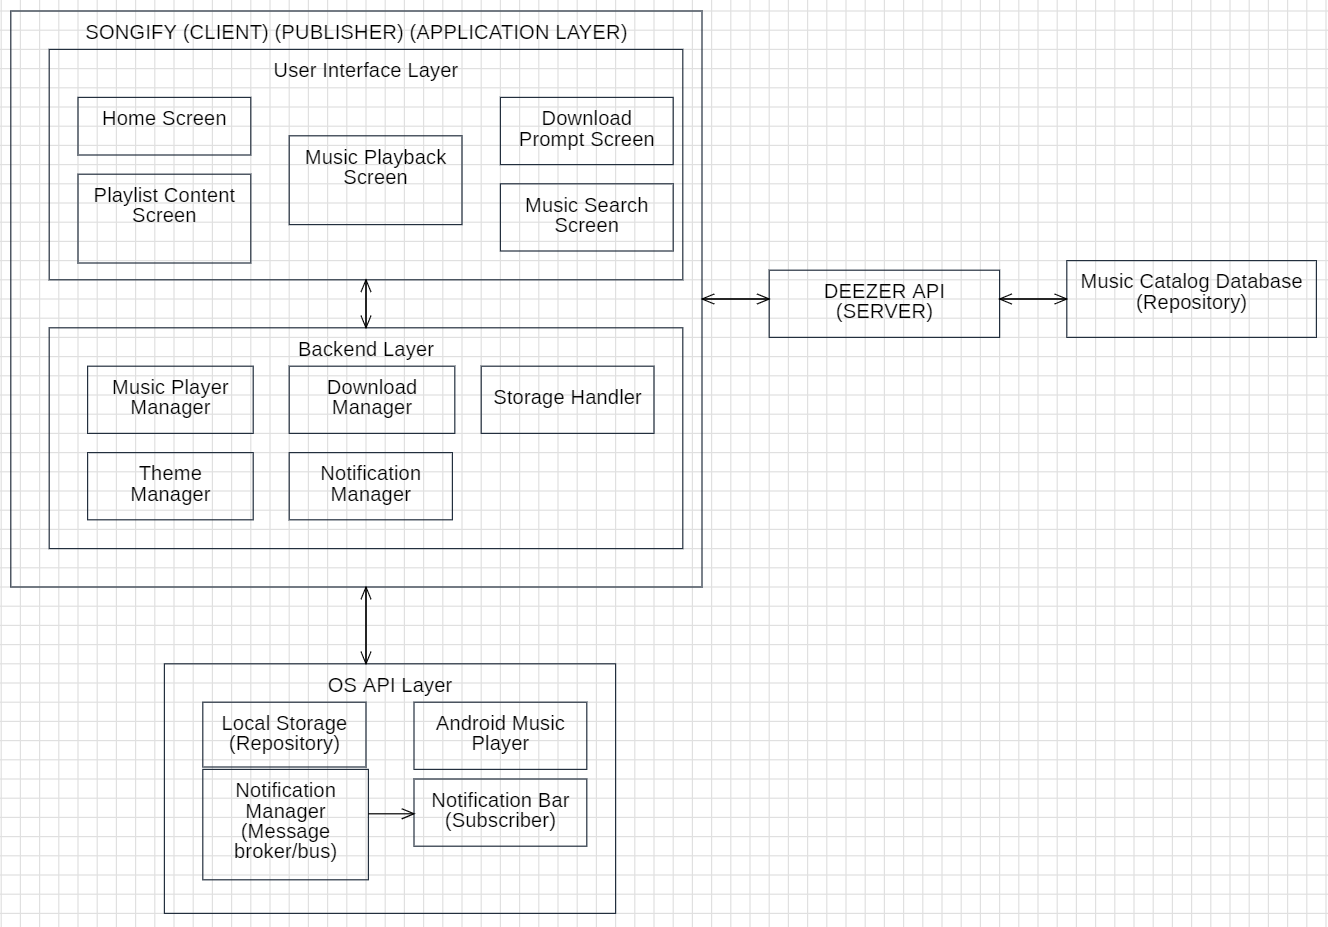 SONGIFY (CLIENT) (PUBLISHER) (APPLICATION LAYER)
User Interface Layer
Home Screen
Playlist Content
Screen
Music Playback
Screen
Download
Prompt Screen
Music Search
Screen
Backend Layer
Music Player
Manager
Download
Manager
Storage Handler
Theme
Manager
Notification
Manager
DEEZER API
(SERVER)
Music Catalog Database
(Repository)
OS API Layer
Local Storage
(Repository)
Android Music
Player
Notification
Manager
(Message
broker/bus)
Notification Bar
(Subscriber)